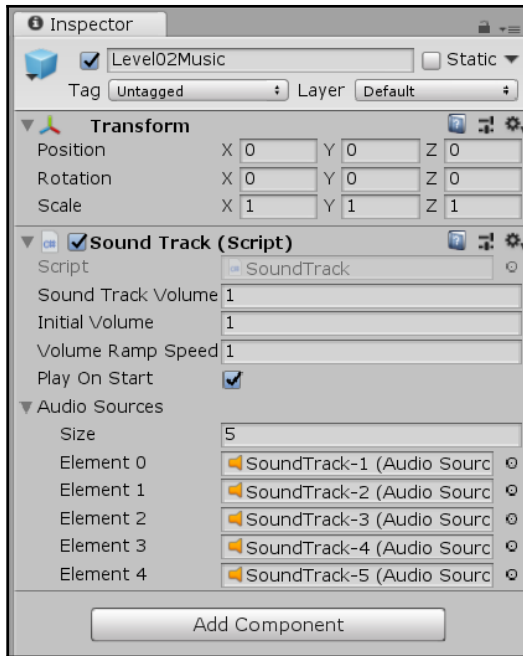 Inspector
Level02Music Static
Tag Untagged Layer Default
Transform
Position X 0 Y 0 Z 0
Rotation X 0 Y 0 Z 0
Scale X 1 Y 1 Z 1
Sound Track (Script)
Script SoundTrack
Sound Track Volume 1
Initial Volume 1
Volume Ramp Speed 1
Play On Start
Audio Sources
Size 5
Element 0 SoundTrack-1 (Audio Sourc
Element 1 SoundTrack-2 (Audio Sourc
Element 2 SoundTrack-3 (Audio Sourc
Element 3 SoundTrack-4 (Audio Sourc
Element 4 SoundTrack-5 (Audio Sourc
Add Component